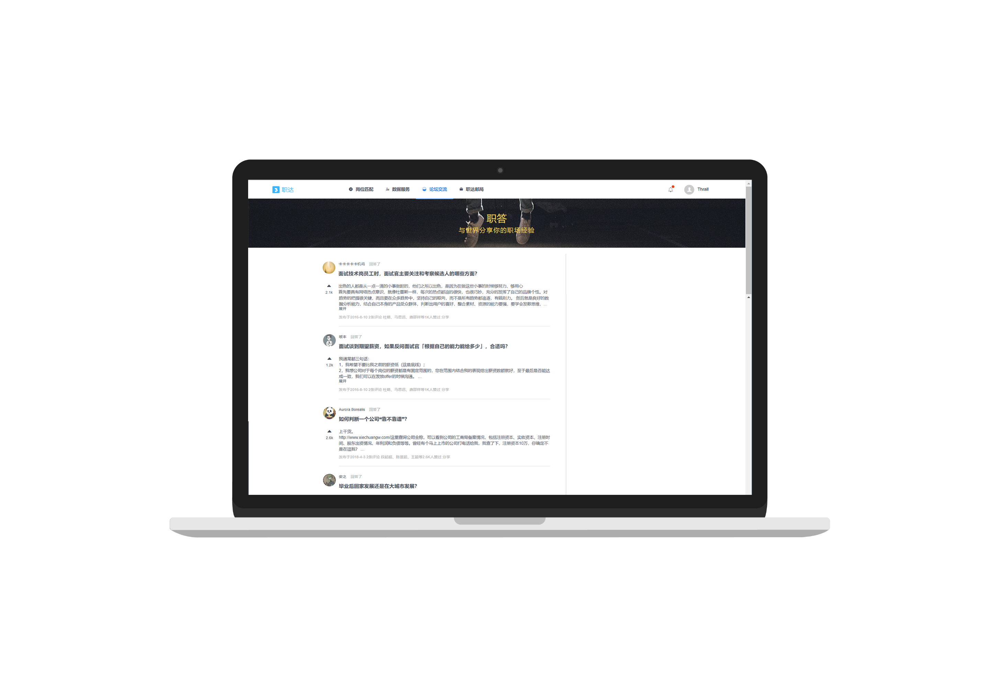 职达
岗位匹配 数据服务 论坛交流 职达邮局
Thrall
职答
与世界分享你的职场经验
卡卡卡卡卡机吗 回答了
面试技术岗员工时，面试官主要关注和考察候选人的哪些方面？
2.1k
出色的人都是从一点一滴的小事做起的，他们之所以出色，是因为在做这些小事的时候够努力、够用心
首先要具有网络热点意识，就像杜蕾斯一样，每次的热点都追的很快，也很巧妙，充分的发挥了自己的品牌个性。对
趋势的把握很关键，而且要在众多趋势中，坚持自己的取向，而不是所有趋势都追逐，有甄别力。 然后就是良好的数
据分析能力，结合自己本身的产品受众群体，判断出用户的喜好，整合素材、资源的能力要强，要学会发散思维，...
展开
发布于2016-8-10 2条评论 杜萌、马思远、唐邵祥等1K人赞过 分享
坂本 回答了
面试谈到期望薪资，如果反问面试官「根据自己的能力能给多少」，合适吗？
1.2k
我通常都三句话：
1，我希望不要比我之前的薪资低（这是底线）；
2，我想公司对于每个岗位的薪资都是有固定范围的，您在范围内结合我的表现给出薪资数额就好，至于最后是否能达
成一致，我们可以在发放offer的时候沟通。 ...
展开
发布于2016-8-10 2条评论 杜萌、马思远、唐邵祥等1K人赞过 分享
Aurora Borealis 回答了
如何判断一个公司“靠不靠谱”？
2.6k
上干货。
http://www.xiechuangw.com/这里查询公司全称，可以看到公司的工商局备案情况，包括注册资本、实收资本、注册时
间、股东出资情况、年利润和负债等等。曾经有个马上上市的公司打电话给我，我查了下，注册资本10万，你确定不
是在逗我？ ...
发布于2018-4-3 2条评论 段起超、陈昱颖、王颖等2.6K人赞过 分享
安之 回答了
毕业后回家发展还是在大城市发展？